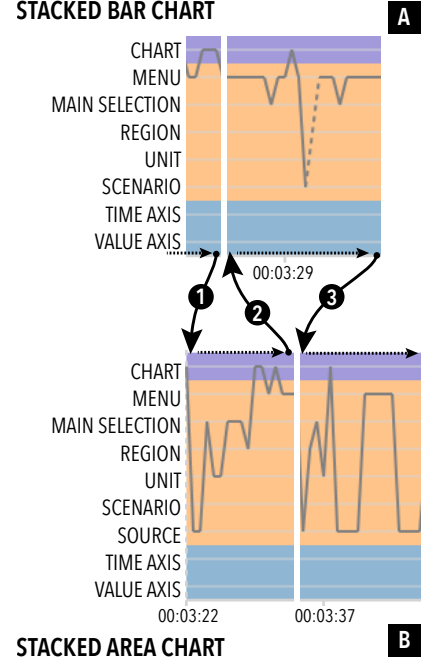 STACKED BAR CHART
A
CHART
MENU
MAIN SELECTION
REGION
UNIT
SCENARIO
TIME AXIS
VALUE AXIS
00:03:29
1
2
3
CHART
MENU
MAIN SELECTION
REGION
UNIT
SCENARIO
SOURCE
TIME AXIS
VALUE AXIS
00:03:22 00:03:37
STACKED AREA CHART
B